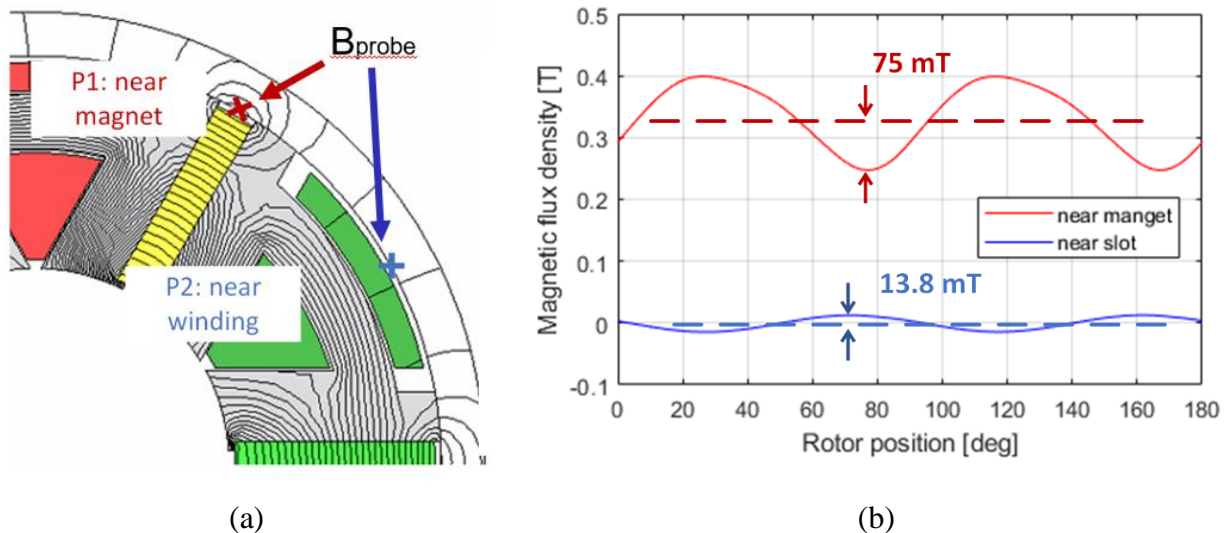 Bprobe
P1: near
magnet
P2: near
winding
(a)
75 mT
13.8 mT
near manget
near slot
Magnetic flux density [T]
0.5
0.4
0.3
0.2
0.1
0
-0.1
0
20
40
60
80
100
120
140
160
180
Rotor position [deg]
(b)